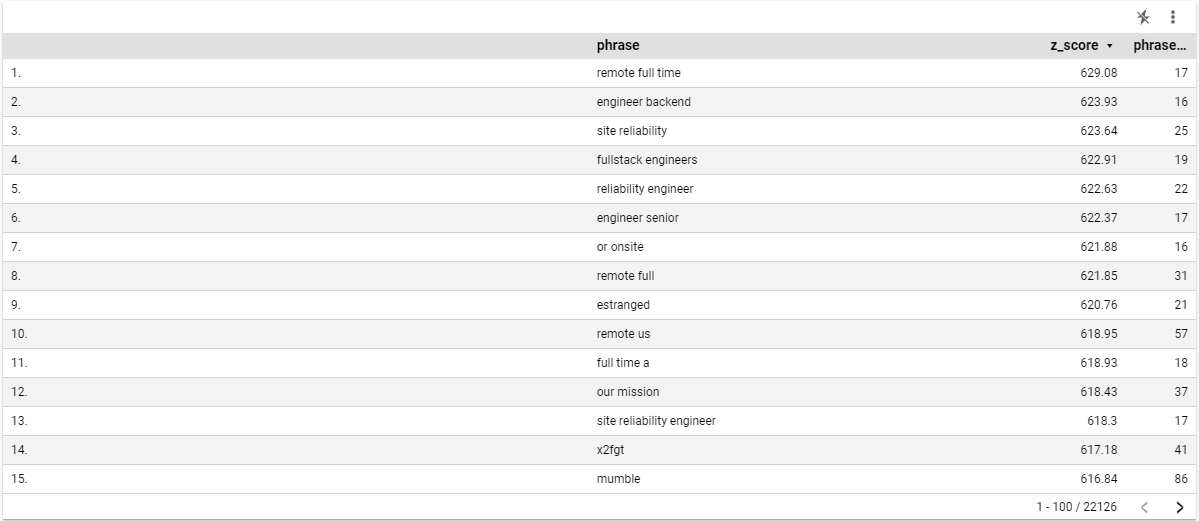 phrase z_score phrase...
1. remote full time 629.08 17
2. engineer backend 623.93 16
3. site reliability 623.64 25
4. fullstack engineers 622.91 19
5. reliability engineer 622.63 22
6. engineer senior 622.37 17
7. or onsite 621.88 16
8. remote full 621.85 31
9. estranged 620.76 21
10. remote us 618.95 57
11. full time a 618.93 18
12. our mission 618.43 37
13. site reliability engineer 618.3 17
14. x2fgt 617.18 41
15. mumble 616.84 86
1 - 100 / 22126